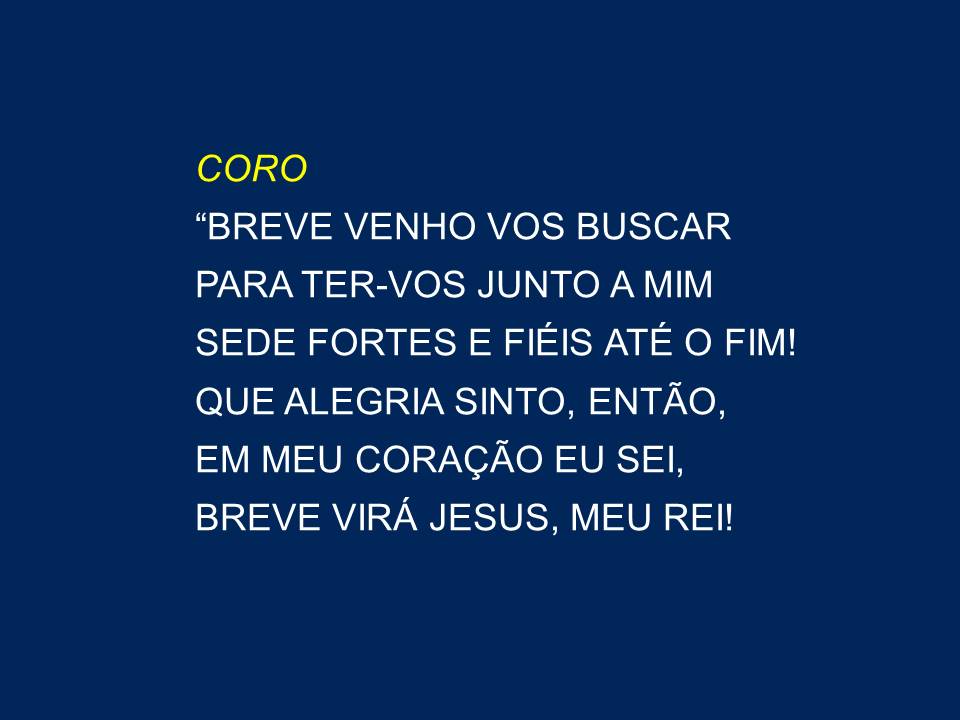 CORO
“BREVE VENHO VOS BUSCAR
PARA TER-VOS JUNTO A MIM
SEDE FORTES E FIÉIS ATÉ O FIM!
QUE ALEGRIA SINTO, ENTÃO,
EM MEU CORAÇÃO EU SEI,
BREVE VIRÁ JESUS, MEU REI!